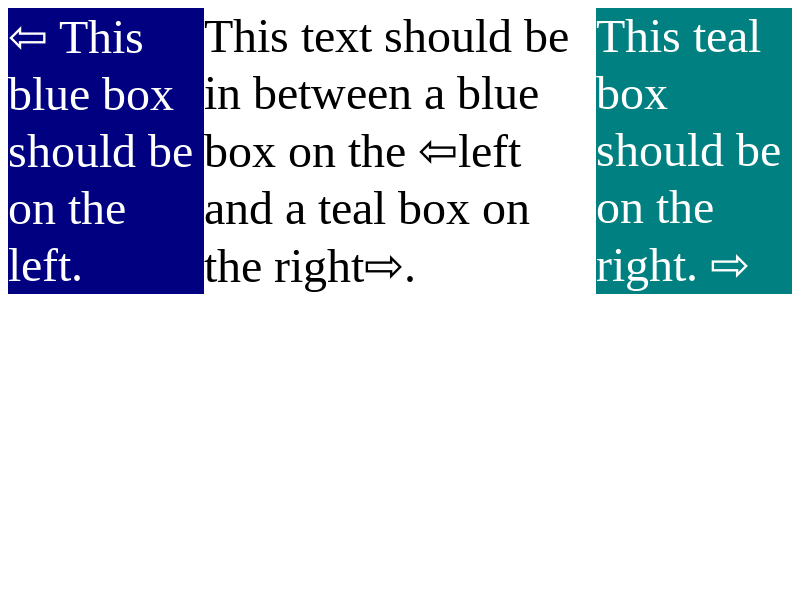 ⇦ This
blue box
should be
on the
left.
This text should be
in between a blue
box on the ⇦left
and a teal box on
the right⇨.
This teal
box
should be
on the
right. ⇨